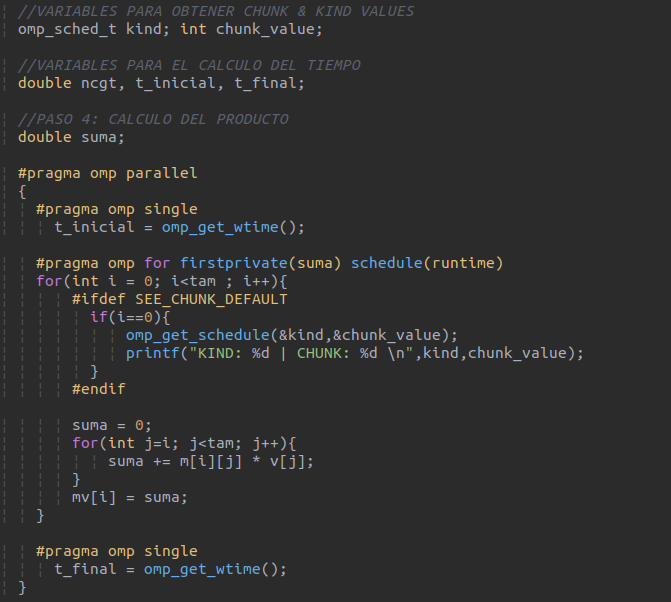 //VARIABLES PARA OBTENER CHUNK & KIND VALUES
omp_sched_t kind; int chunk_value;
//VARIABLES PARA EL CALCULO DEL TIEMPO
double ncgt, t_inicial, t_final;
//PASO 4: CALCULO DEL PRODUCTO
double suma;
#pragma omp parallel
{
#pragma omp single
t_inicial = omp_get_wtime();
#pragma omp for firstprivate(suma) schedule(runtime)
for(int i = 0; i<tam ; i++){
#ifdef SEE_CHUNK_DEFAULT
if(i==0){
omp_get_schedule(&kind,&chunk_value);
printf("KIND: %d | CHUNK: %d \n",kind,chunk_value);
}
#endif
suma = 0;
for(int j=i; j<tam; j++){
suma += m[i][j] * v[j];
}
mv[i] = suma;
}
#pragma omp single
t_final = omp_get_wtime();
}